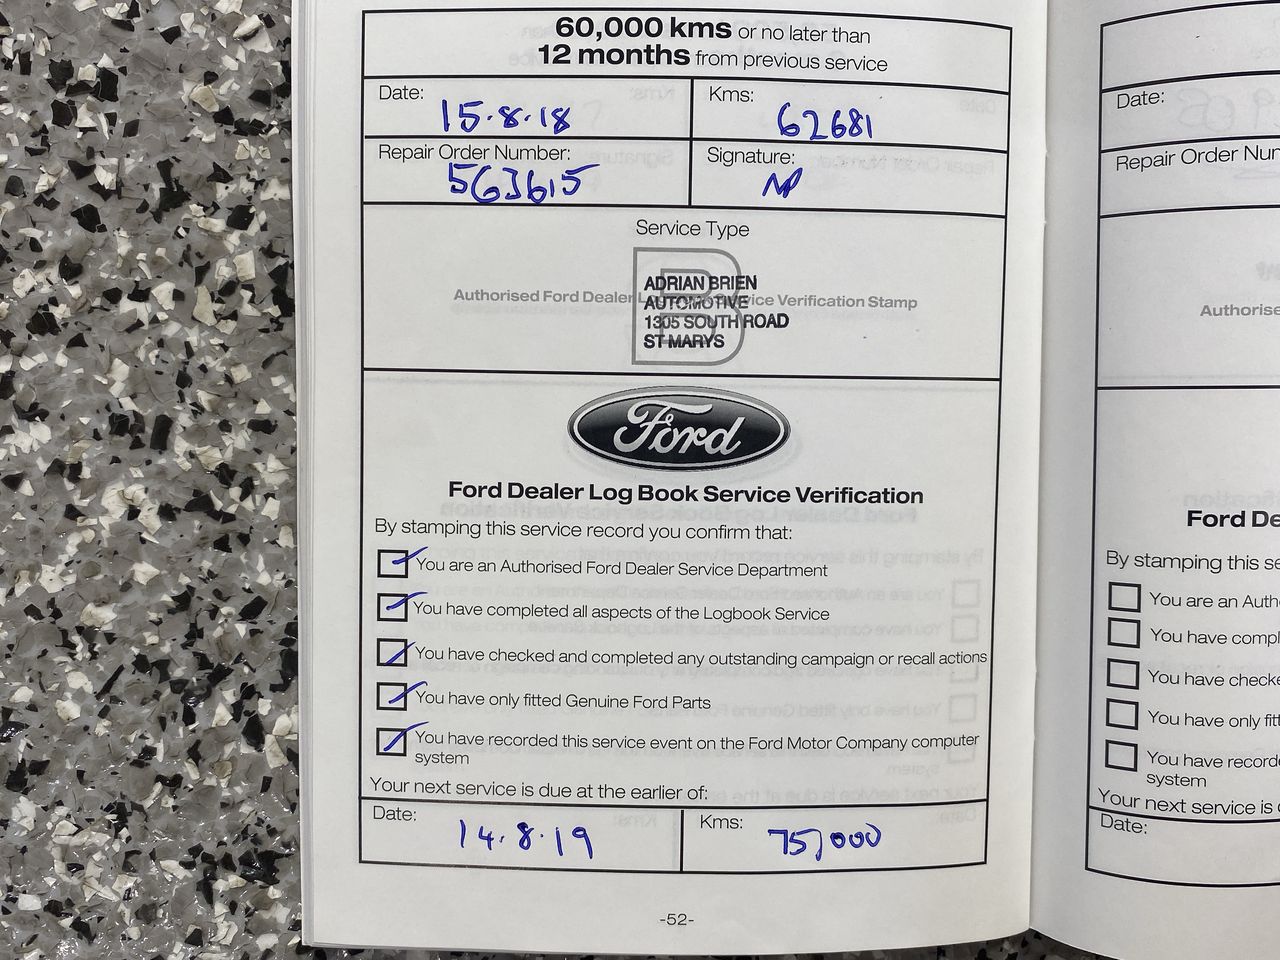 60,000 kms or no later than
12 months from previous service
Date:
15.8.18
Kms:
62681
Repair Order Number:
563615
Signature:
NP
Service Type
B
Authorised Ford Dealer Log Book Service Verification Stamp
ADRIAN BRIEN
AUTOMOTIVE
1305 SOUTH ROAD
ST MARYS
Ford
Ford Dealer Log Book Service Verification
By stamping this service record you confirm that:
You are an Authorised Ford Dealer Service Department
You have completed all aspects of the Logbook Service
You have checked and completed any outstanding campaign or recall actions
You have only fitted Genuine Ford Parts
You have recorded this service event on the Ford Motor Company computer
system
Your next service is due at the earlier of:
Date:
14.8.19
Kms:
75,000
-52-
Date:
Repair Order Num
Authorise
Ford De
By stamping this se
You are an Auth
You have compl
You have checke
You have only fitt
You have recorde
system
Your next service is d
Date: